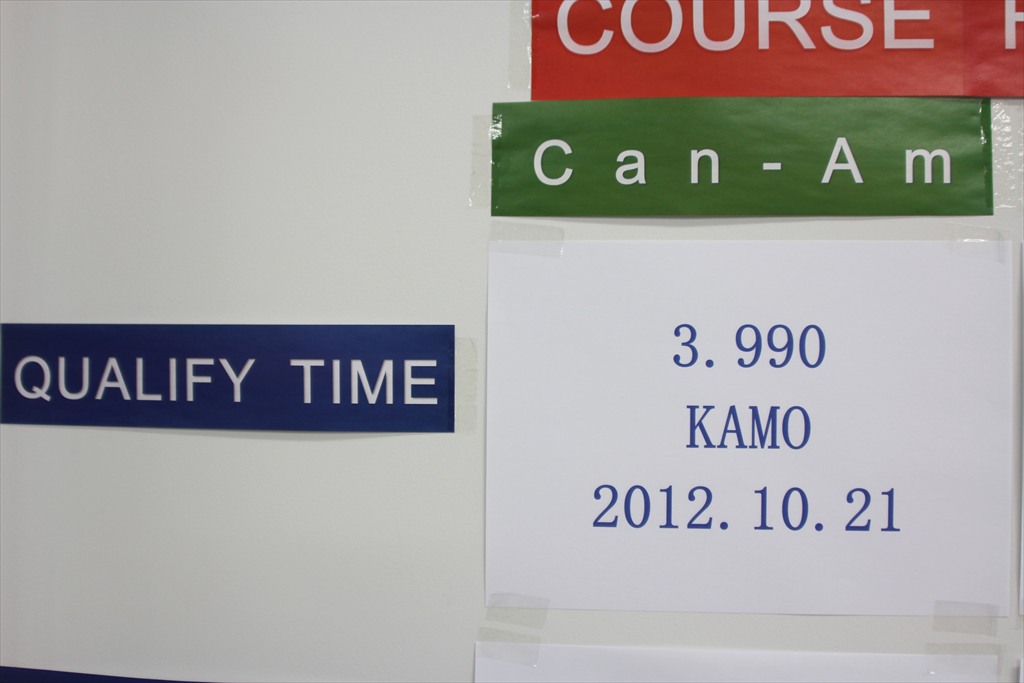 COURSE
Can-Am
QUALIFY TIME
3.990
KAMO
2012.10.21